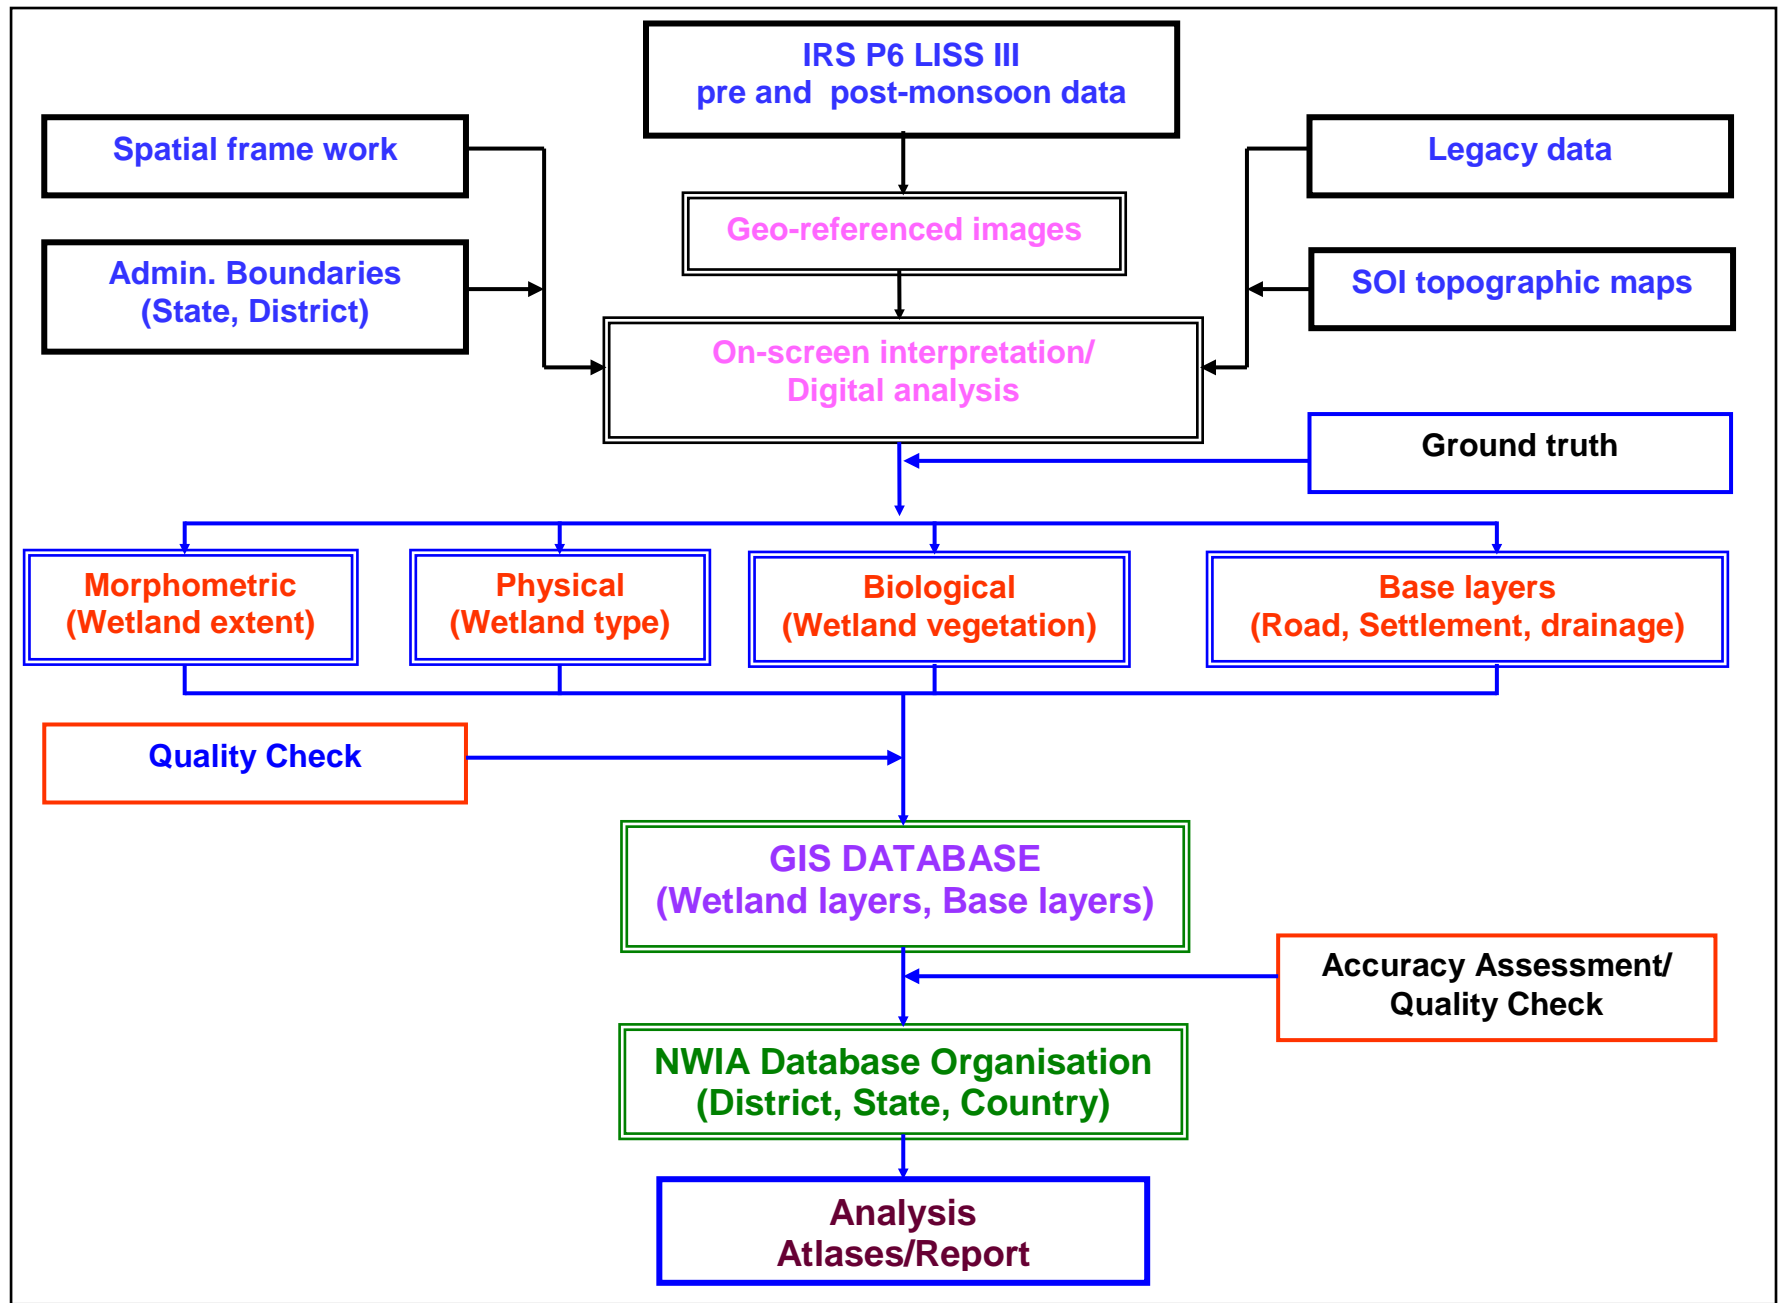 IRS P6 LISS III
pre and post-monsoon data
Spatial frame work
Legacy data
Geo-referenced images
Admin. Boundaries
(State, District)
SOI topographic maps
On-screen interpretation/
Digital analysis
Ground truth
Morphometric
(Wetland extent)
Physical
(Wetland type)
Biological
(Wetland vegetation)
Base layers
(Road, Settlement, drainage)
Quality Check
GIS DATABASE
(Wetland layers, Base layers)
Accuracy Assessment/
Quality Check
NWIA Database Organisation
(District, State, Country)
Analysis
Atlases/Report